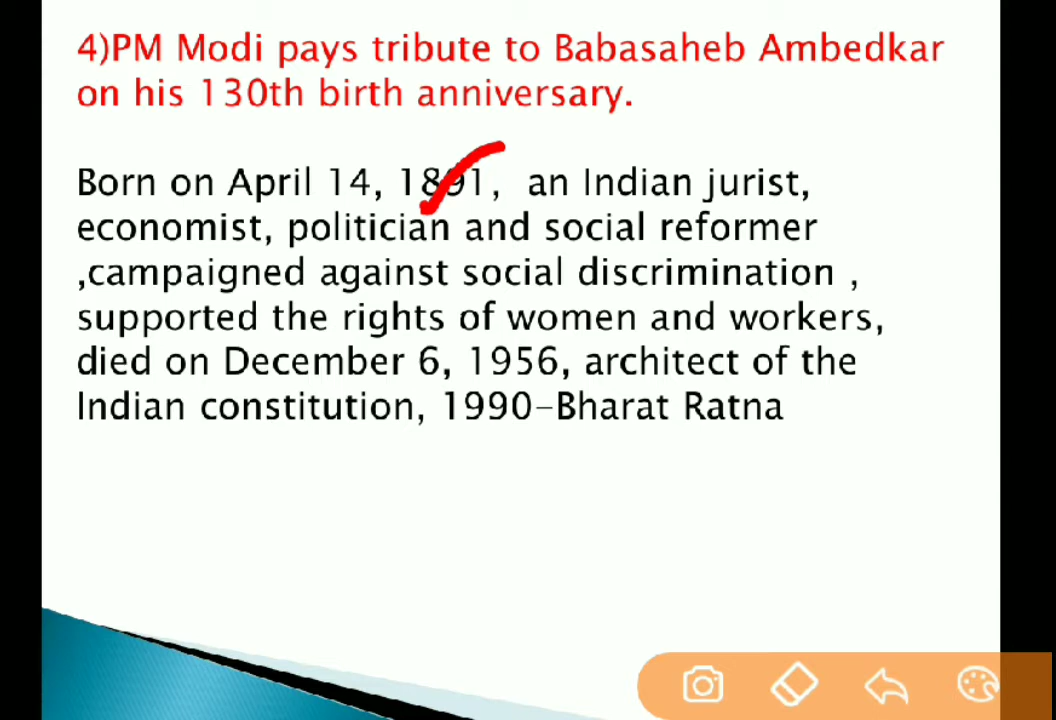 4)PM Modi pays tribute to Babasaheb Ambedkar
on his 130th birth anniversary.
Born on April 14, 1891, an Indian jurist,
economist, politician and social reformer
,campaigned against social discrimination ,
supported the rights of women and workers,
died on December 6, 1956, architect of the
Indian constitution, 1990-Bharat Ratna